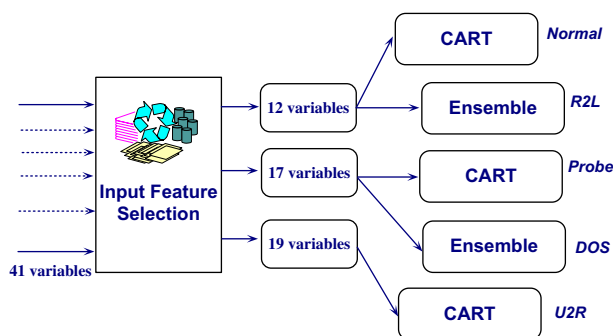 CART
Normal
12 variables
Ensemble
R2L
Input Feature
Selection
17 variables
CART
Probe
19 variables
Ensemble
DOS
41 variables
CART
U2R